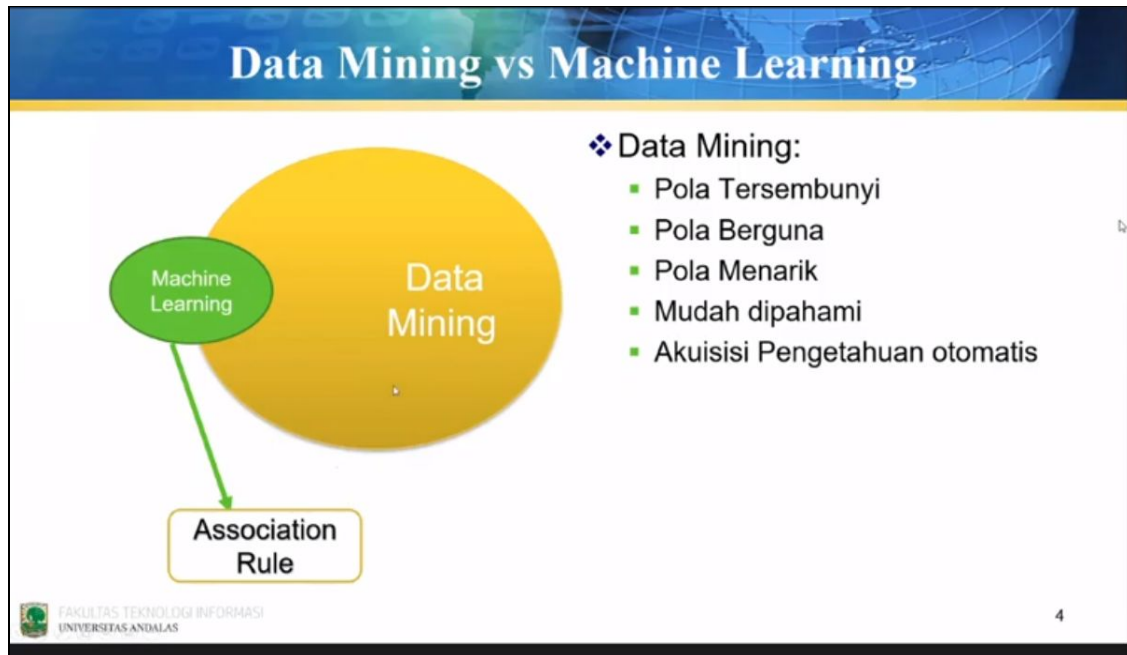 Data Mining vs Machine Learning
Machine
Learning
Data
Mining
Association
Rule
Data Mining:
Pola Tersembunyi
Pola Berguna
Pola Menarik
Mudah dipahami
Akuisisi Pengetahuan otomatis
FAKULTAS TEKNOLOGI INFORMASI
UNIVERSITAS ANDALAS
4